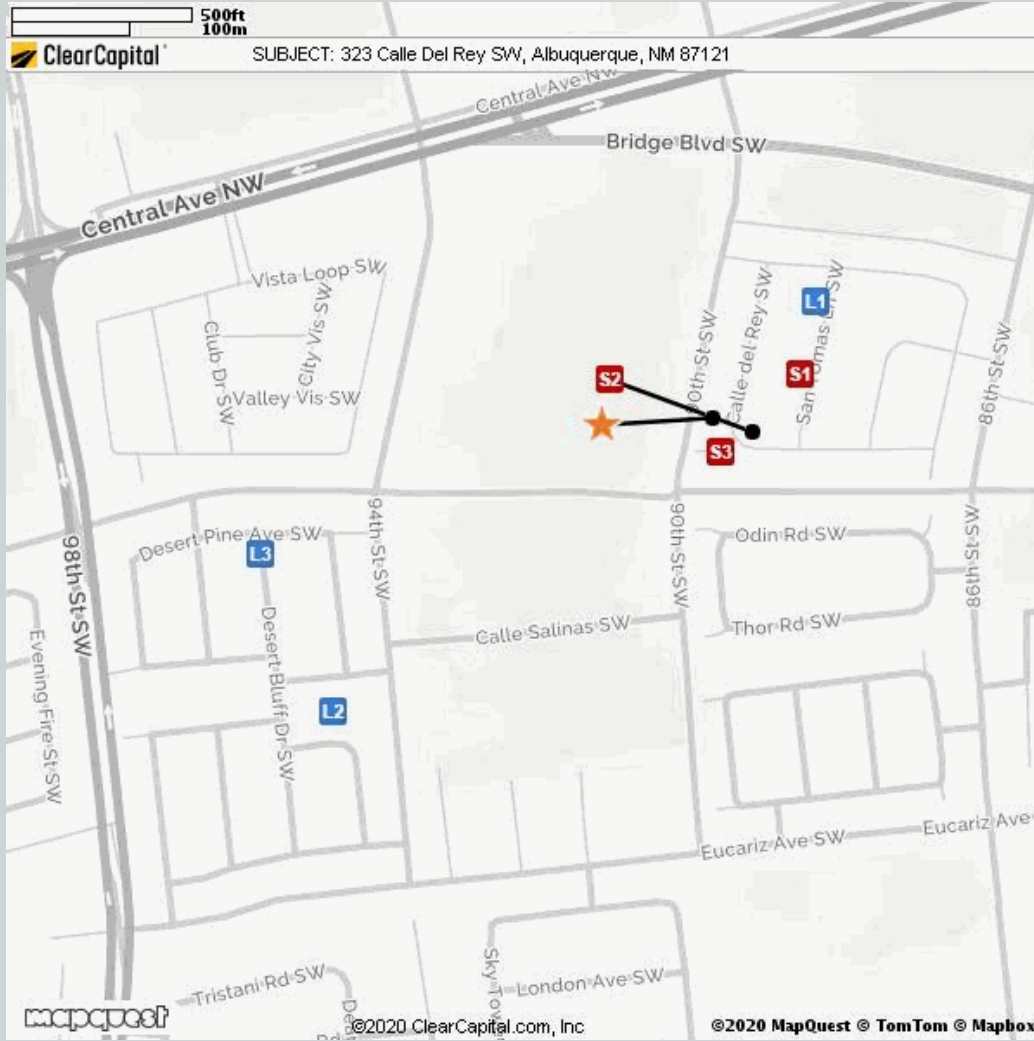 500ft
100m
ClearCapital
SUBJECT: 323 Calle Del Rey SW, Albuquerque, NM 87121
Central Ave NW
Bridge Blvd SW
Central Ave NW
Vista Loop SW
City Vis SW
Club Dr SW
Valley Vis SW
90th St SW
Calle del Rey SW
San Tomas Ln SW
86th St SW
L1
S2
S1
S3
98th St SW
94th St SW
90th St SW
86th St SW
Desert Pine Ave SW
L3
Odin Rd SW
Calle Salinas SW
Thor Rd SW
Evening Fire St SW
Desert Bluff Dr SW
L2
Eucariz Ave SW
Eucariz Ave
Tristani Rd SW
Sky Tower
London Ave SW
mapquest
©2020 ClearCapital.com, Inc
©2020 MapQuest © TomTom © Mapbox